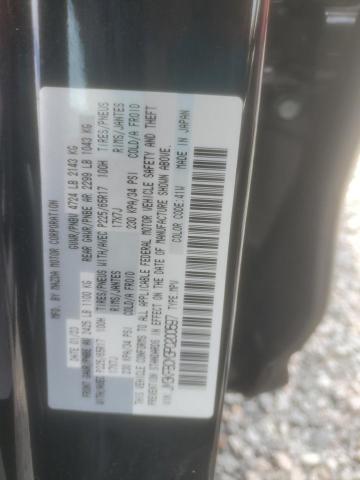 MFD. BY MAZDA MOTOR CORPORATION
DATE: 01/23 GVWR/PNBV 4724 LB 2143 KG
FRONT GAWR/PNBE AV 2425 LB 1100 KG REAR GAWR/PNBE AR 2299 LB 1043 KG
WITH/AVEC P225/65R17 100H TIRES/PNEUS WITH/AVEC P225/65R17 100H TIRES/PNEUS
17X7J RIMS/JANTES 17X7J RIMS/JANTES
230 KPA/34 PSI COLD/A FROID 230 KPA/34 PSI COLD/A FROID
THIS VEHICLE CONFORMS TO ALL APPLICABLE FEDERAL MOTOR VEHICLE SAFETY AND THEFT
PREVENTION STANDARDS IN EFFECT ON THE DATE OF MANUFACTURE SHOWN ABOVE.
TYPE: MPV COLOR CODE: 41W MADE IN JAPAN